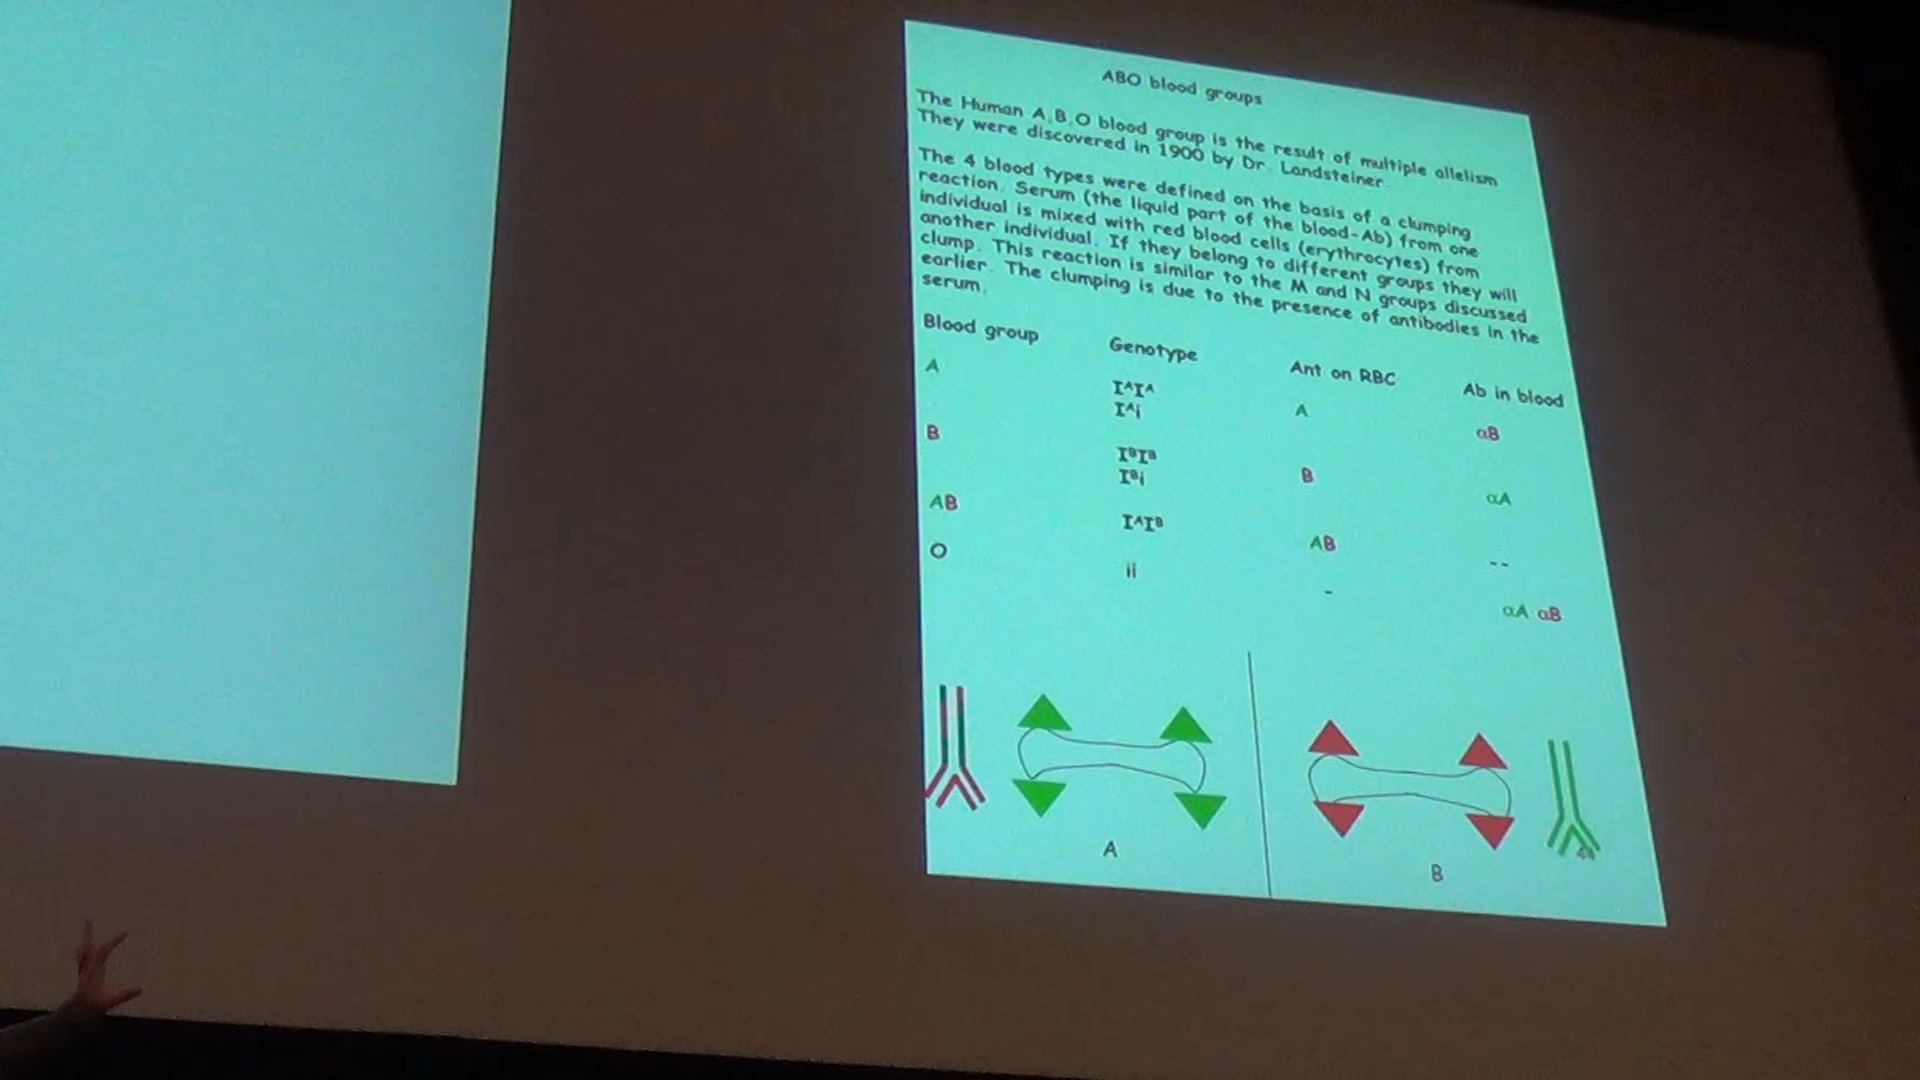 ABO blood groups
The Human A,B,O blood group is the result of multiple allelism
They were discovered in 1900 by Dr. Landsteiner.
The 4 blood types were defined on the basis of a clumping
reaction. Serum (the liquid part of the blood-Ab) from one
individual is mixed with red blood cells (erythrocytes) from
another individual. If they belong to different groups they will
clump. This reaction is similar to the M and N groups discussed
earlier. The clumping is due to the presence of antibodies in the
serum.
Blood group Genotype Ant on RBC Ab in blood
A IᴬIᴬ A αB
Iᴬi
B IᴮIᴮ B αA
Iᴮi
AB IᴬIᴮ AB --
O ii - αA αB
A B
44